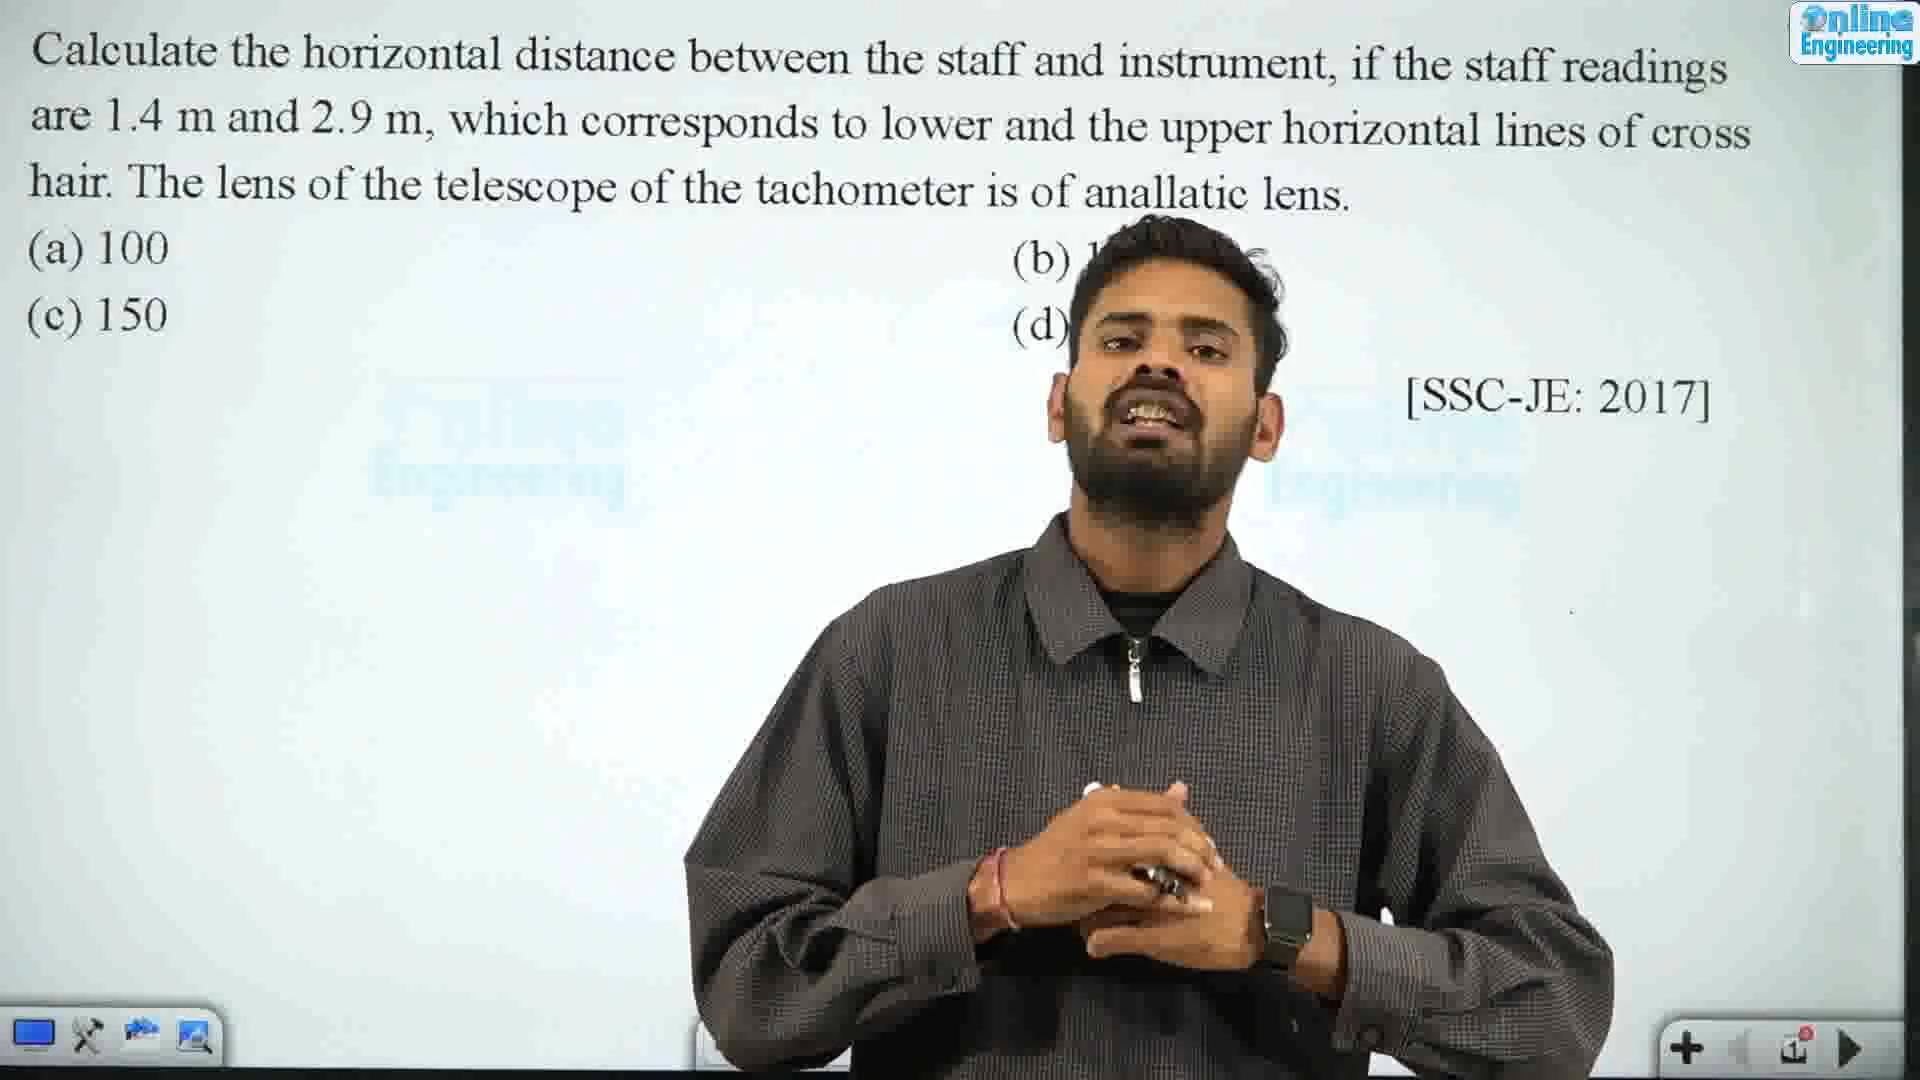 Online
Engineering
Calculate the horizontal distance between the staff and instrument, if the staff readings
are 1.4 m and 2.9 m, which corresponds to lower and the upper horizontal lines of cross
hair. The lens of the telescope of the tachometer is of anallatic lens.
(a) 100
(b)
(c) 150
(d)
[SSC-JE: 2017]
Engineering
Engineering